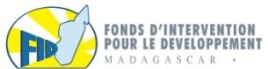 FID
FONDS D'INTERVENTION
POUR LE DEVELOPPEMENT
MADAGASCAR •